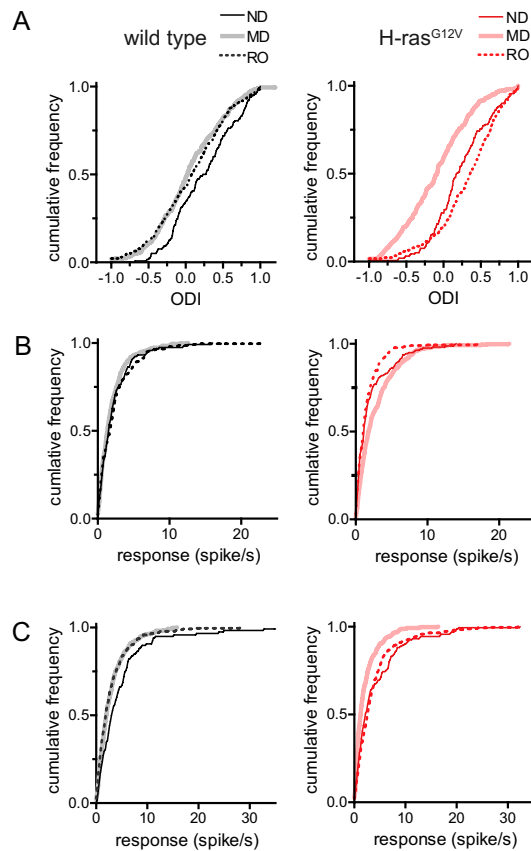 A
wild type
ND
MD
RO
H-ras^G12V
ND
MD
RO
cumulative frequency
1.0
0.5
0.0
-1.0 -0.5 0.0 0.5 1.0
ODI
cumulative frequency
1.0
0.5
0.0
-1.0 -0.5 0.0 0.5 1.0
ODI
B
cumlative frequency
1.0
0.5
0.0
0 10 20
response (spike/s)
cumulative frequency
1.0
0.5
0.0
0 10 20
response (spike/s)
C
cumulative frequency
1.0
0.5
0.0
0 10 20 30
response (spike/s)
cumulative frequency
1.0
0.5
0.0
0 10 20 30
response (spike/s)